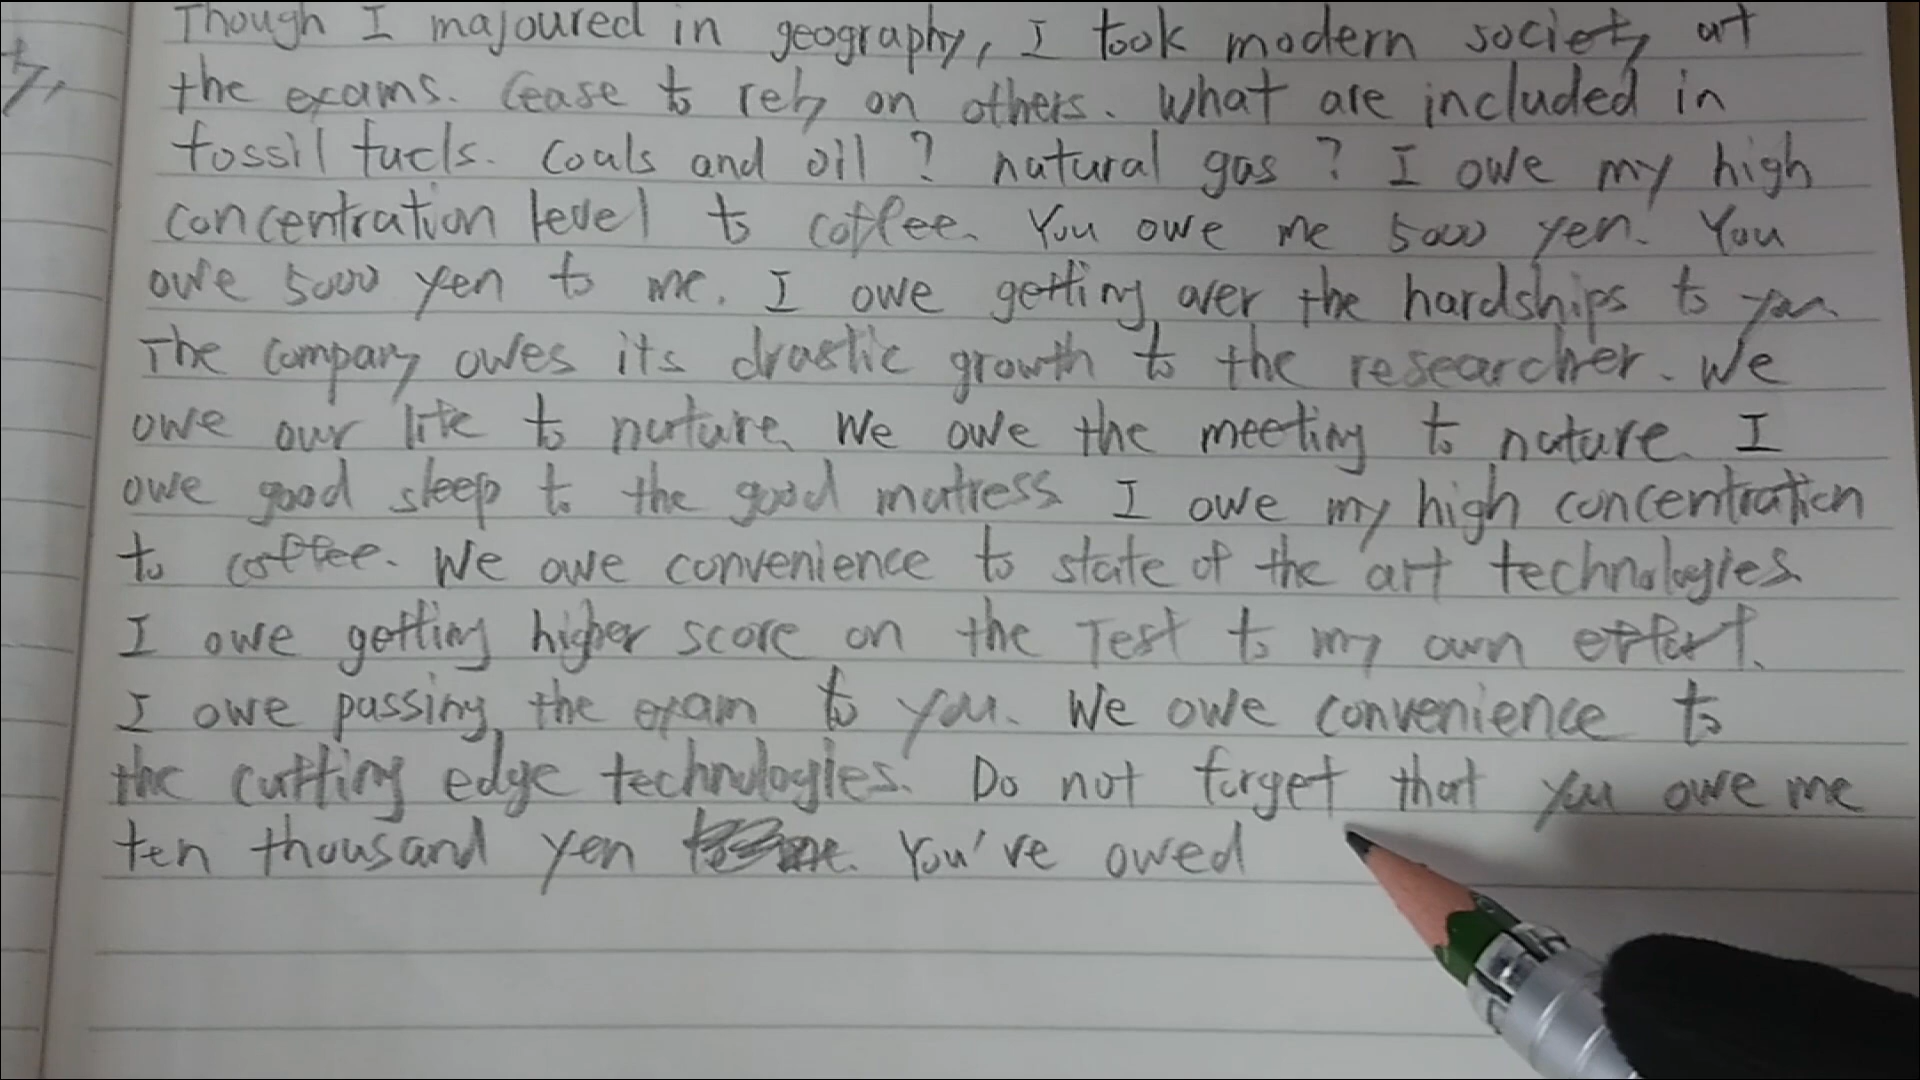 Though I majoured in geography, I took modern society at
the exams. Cease to rely on others. What are included in
fossil fuels. Coals and oil ? natural gas ? I owe my high
concentration level to coffee. You owe me 5000 yen. You
owe 5000 yen to me. I owe getting over the hardships to you.
The company owes its drastic growth to the researcher. We
owe our life to nature. We owe the meeting to nature. I
owe good sleep to the good matress. I owe my high concentration
to coffee. We owe convenience to state of the art technologies.
I owe getting higher score on the Test to my own effort.
I owe passing the exam to you. We owe convenience to
the cutting edge technologies. Do not forget that you owe me
ten thousand yen . You've owed